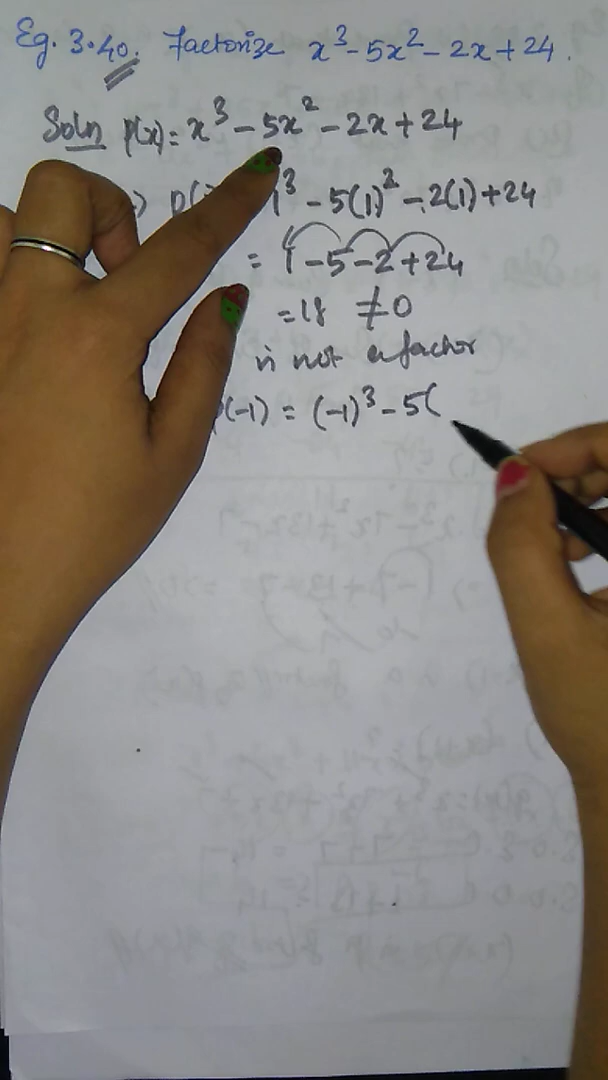 Eg. 3.40. Factorize x³ - 5x² - 2x + 24.
Soln p(x) = x³ - 5x² - 2x + 24
1³ - 5(1)² - 2(1) + 24
= 1 - 5 - 2 + 24
= 18 ≠ 0
is not a factor
p(-1) = (-1)³ - 5(